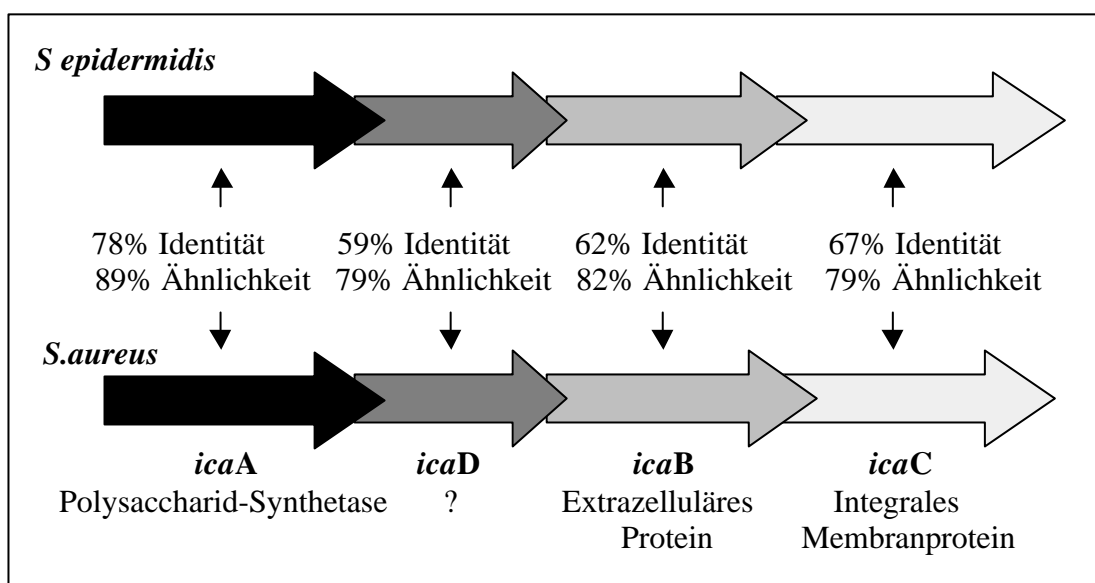 S epidermidis
78% Identität 59% Identität 62% Identität 67% Identität
89% Ähnlichkeit 79% Ähnlichkeit 82% Ähnlichkeit 79% Ähnlichkeit
S.aureus
icaA icaD icaB icaC
Polysaccharid-Synthetase ? Extrazelluläres Integrales
Protein Membranprotein